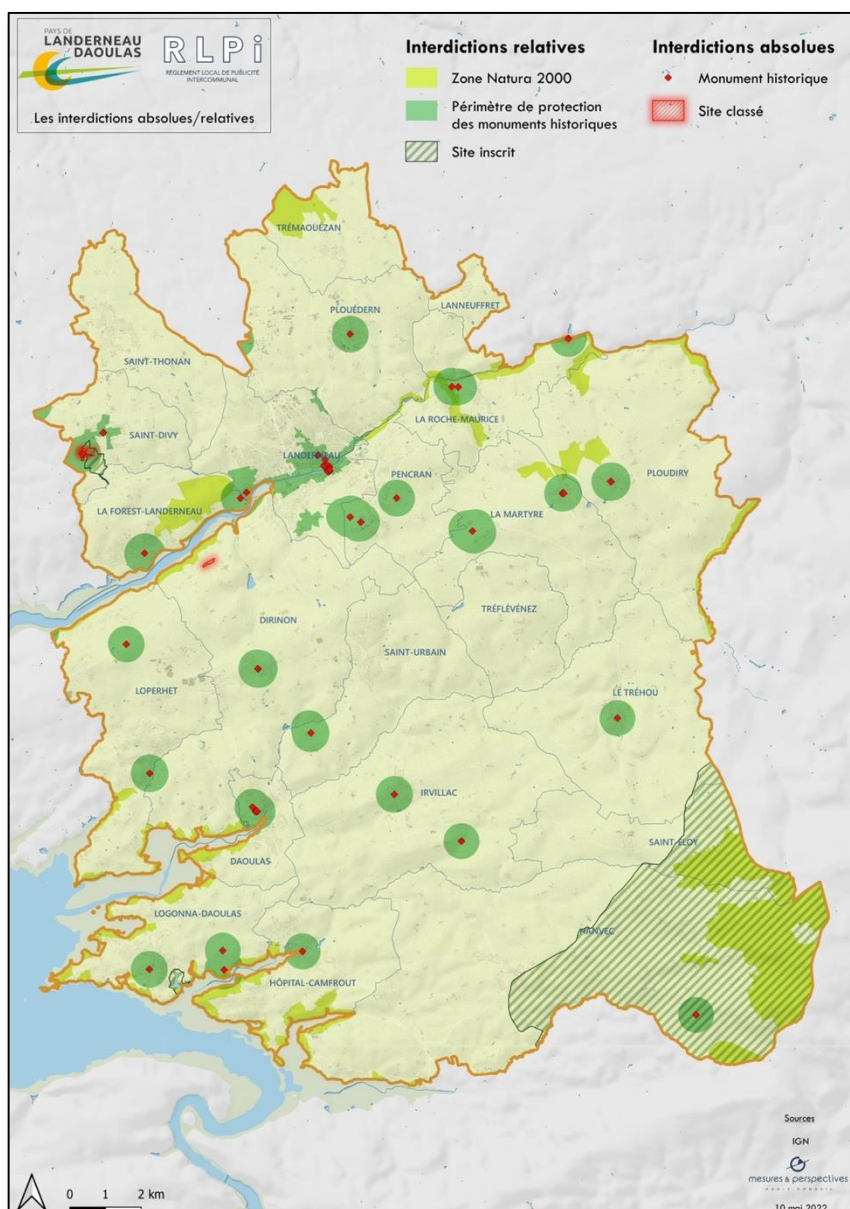 PAYS DE
LANDERNEAU
DAOULAS
RLPi
RÈGLEMENT LOCAL DE PUBLICITÉ
INTERCOMMUNAL
Les interdictions absolues/relatives
Interdictions relatives
Zone Natura 2000
Périmètre de protection
des monuments historiques
Site inscrit
Interdictions absolues
Monument historique
Site classé
TRÉMAOUÉZAN
LANNEUFFRET
PLOUÉDERN
SAINT-THONAN
LA ROCHE-MAURICE
SAINT-DIVY
LANDERNEAU
PENCRAN
PLOUDIRY
LA FOREST-LANDERNEAU
LA MARTYRE
TRÉFLÉVÉNEZ
DIRINON
SAINT-URBAIN
LOPERHET
LE TRÉHOU
IRVILLAC
SAINT-ELOY
DAOULAS
LOGONNA-DAOULAS
HANVEC
HÔPITAL-CAMFROUT
Sources
IGN
mesures & perspectives
AUDIT CONSEIL
0 1 2 km
10 mai 2022